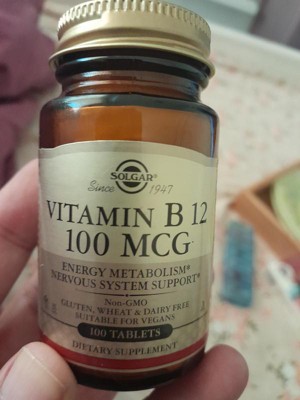 SOLGAR®
Since 1947
VITAMIN B 12
100 MCG
ENERGY METABOLISM*
NERVOUS SYSTEM SUPPORT*
Non-GMO
GLUTEN, WHEAT & DAIRY FREE
SUITABLE FOR VEGANS
100 TABLETS
DIETARY SUPPLEMENT